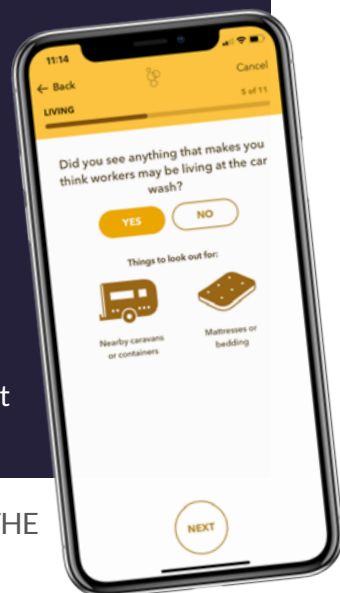 11:14
← Back
Cancel
LIVING
5 of 11
Did you see anything that makes you
think workers may be living at the car
wash?
YES
NO
Things to look out for:
Nearby caravans
or containers
Mattresses or
bedding
t
THE
NEXT